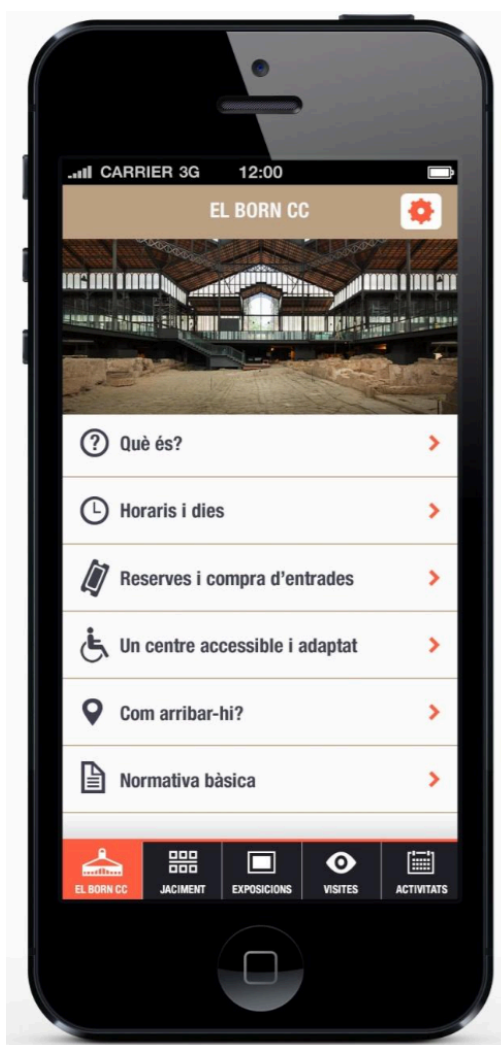 CARRIER 3G 12:00
EL BORN CC
Què és?
Horaris i dies
Reserves i compra d'entrades
Un centre accessible i adaptat
Com arribar-hi?
Normativa bàsica
EL BORN CC JACIMENT EXPOSICIONS VISITES ACTIVITATS